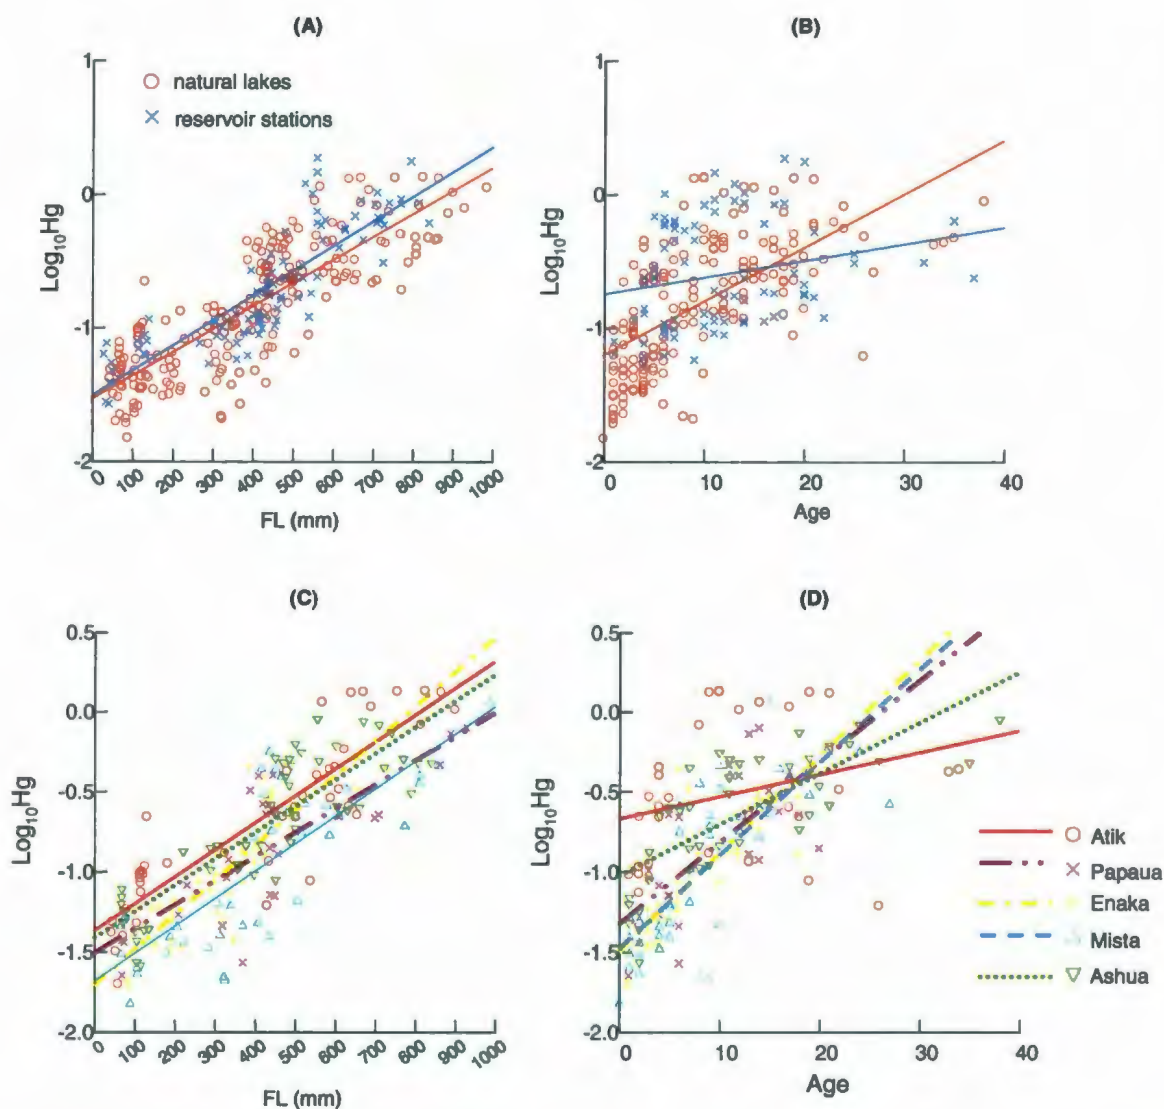 (A)
1
0
-1
-2
Log10Hg
natural lakes
reservoir stations
0 100 200 300 400 500 600 700 800 900 1000
FL (mm)
(B)
1
0
-1
-2
Log10Hg
0 10 20 30 40
Age
(C)
0.5
0.0
-0.5
-1.0
-1.5
-2.0
Log10Hg
0 100 200 300 400 500 600 700 800 900 1000
FL (mm)
(D)
0.5
0.0
-0.5
-1.0
-1.5
-2.0
Log10Hg
0 10 20 30 40
Age
Atik
Papaua
Enaka
Mista
Ashua